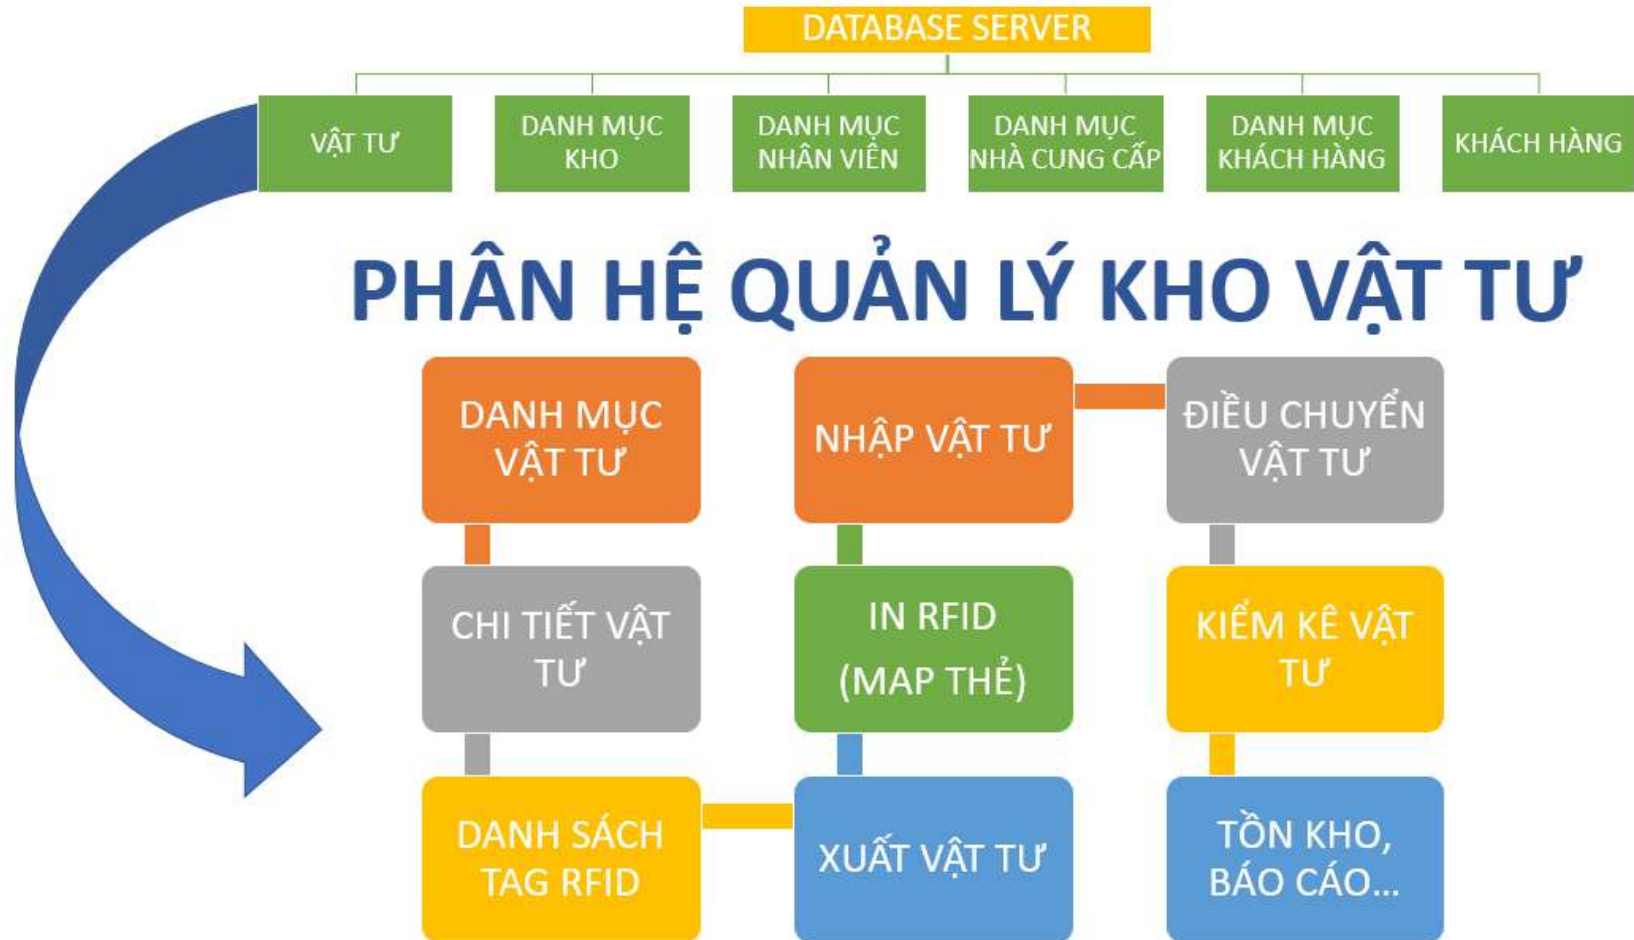 DATABASE SERVER
VẬT TƯ
DANH MỤC
KHO
DANH MỤC
NHÂN VIÊN
DANH MỤC
NHÀ CUNG CẤP
DANH MỤC
KHÁCH HÀNG
KHÁCH HÀNG
PHÂN HỆ QUẢN LÝ KHO VẬT TƯ
DANH MỤC
VẬT TƯ
CHI TIẾT VẬT
TƯ
DANH SÁCH
TAG RFID
XUẤT VẬT TƯ
IN RFID
(MAP THẺ)
NHẬP VẬT TƯ
ĐIỀU CHUYỂN
VẬT TƯ
KIỂM KÊ VẬT
TƯ
TỒN KHO,
BÁO CÁO...